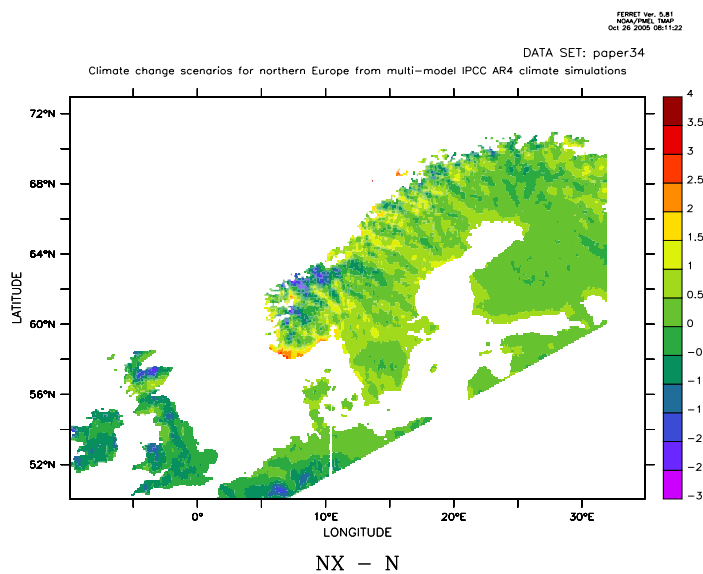 FERRET Ver. 5.81
NOAA/PMEL TMAP
Oct 26 2005 08:11:22
DATA SET: paper34
Climate change scenarios for northern Europe from multi-model IPCC AR4 climate simulations
72°N
68°N
64°N
60°N
56°N
52°N
LATITUDE
0°
10°E
20°E
30°E
LONGITUDE
4
3.5
3
2.5
2
1.5
1
0.5
0
-0
-1
-1
-2
-2
-3
NX - N